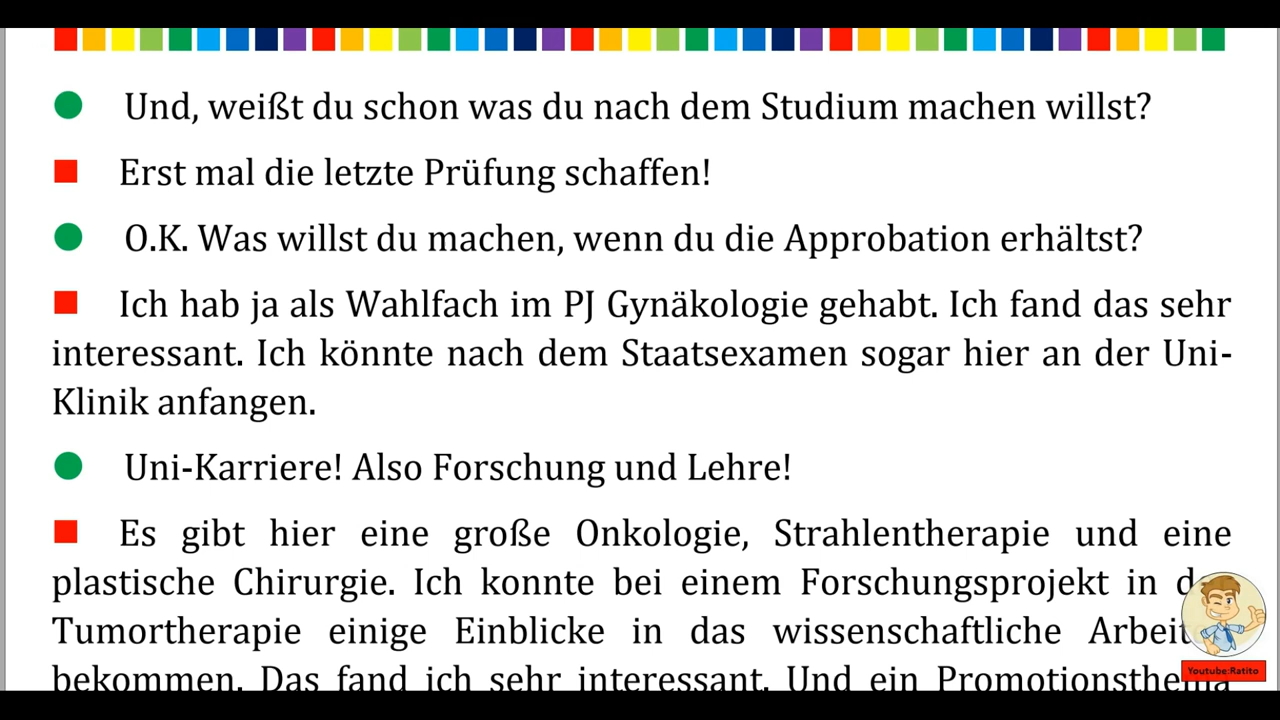 Und, weißt du schon was du nach dem Studium machen willst?
Erst mal die letzte Prüfung schaffen!
O.K. Was willst du machen, wenn du die Approbation erhältst?
Ich hab ja als Wahlfach im PJ Gynäkologie gehabt. Ich fand das sehr
interessant. Ich könnte nach dem Staatsexamen sogar hier an der Uni-
Klinik anfangen.
Uni-Karriere! Also Forschung und Lehre!
Es gibt hier eine große Onkologie, Strahlentherapie und eine
plastische Chirurgie. Ich konnte bei einem Forschungsprojekt in
Tumortherapie einige Einblicke in das wissenschaftliche
bekommen. Das fand ich sehr interessant. Und ein Promotionsthema
Youtube:Ratito